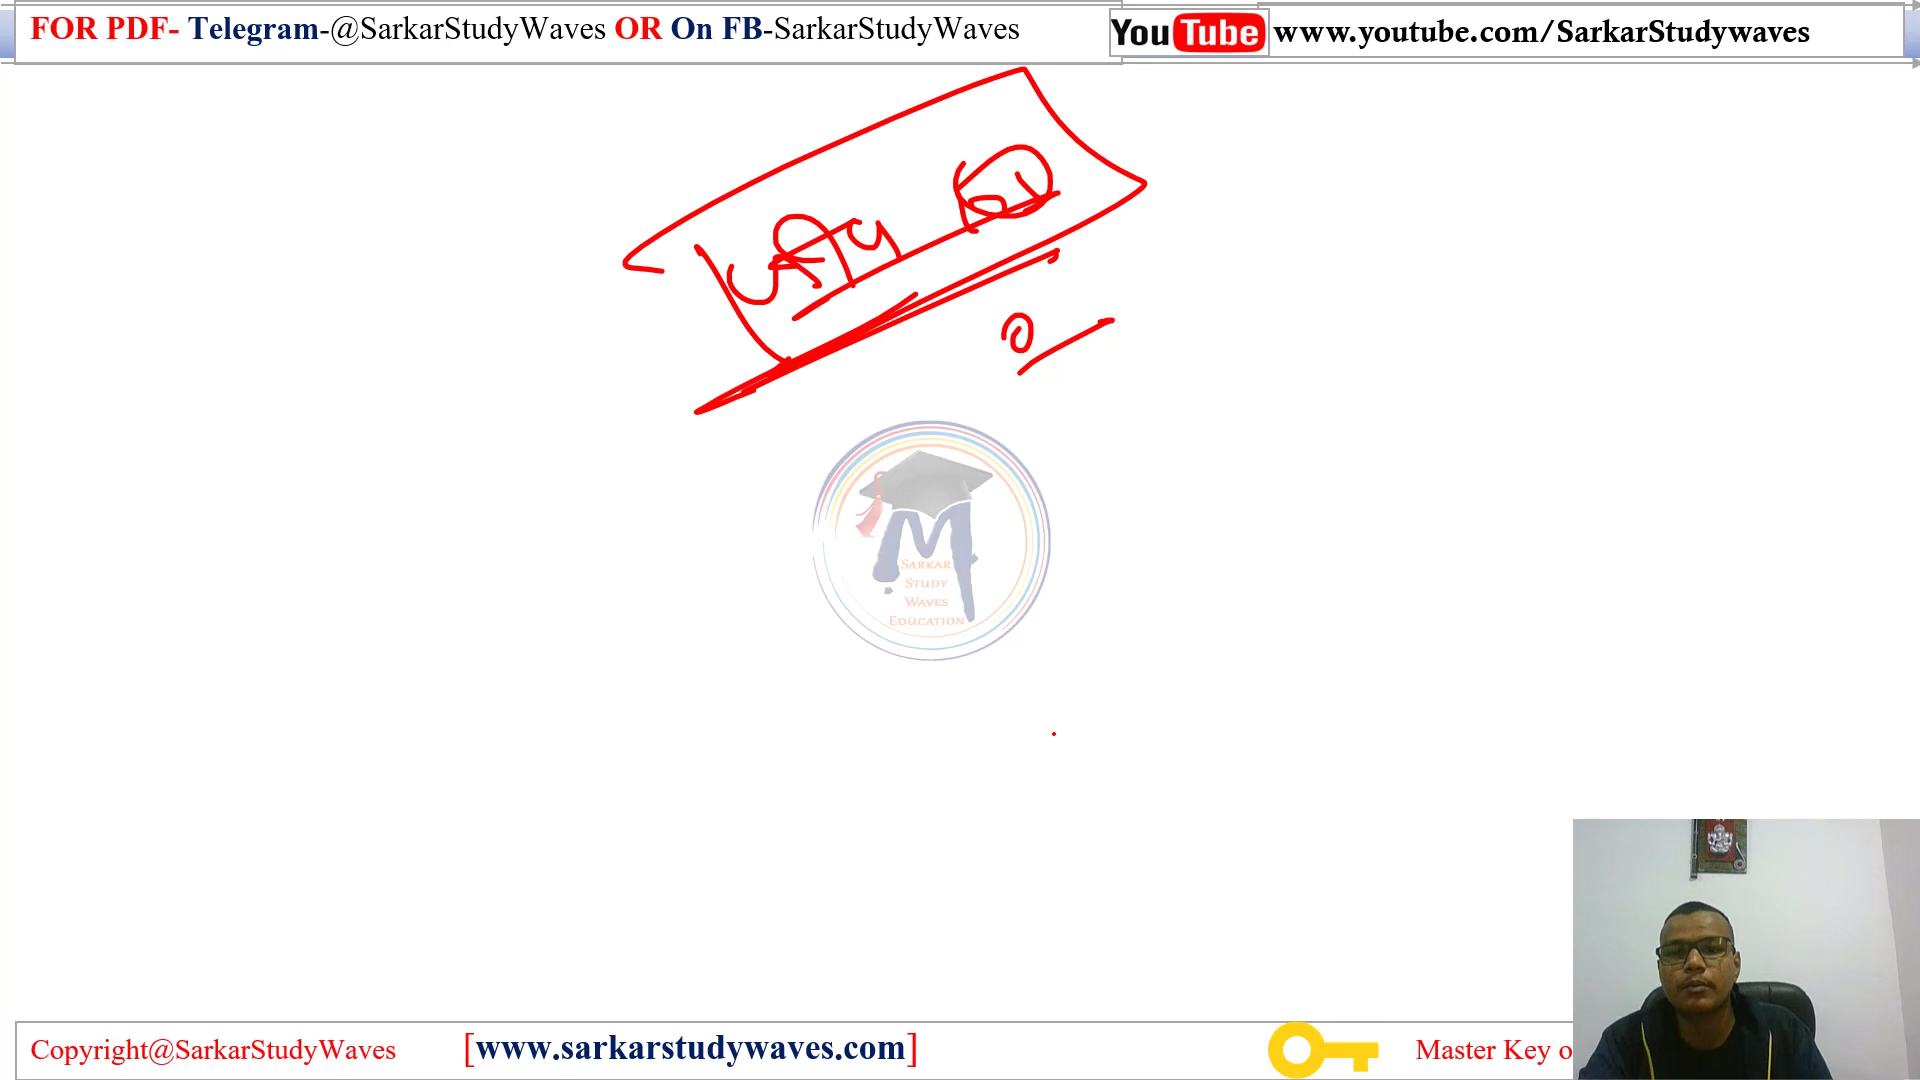 FOR PDF- Telegram-@SarkarStudyWaves OR On FB-SarkarStudyWaves
YouTube www.youtube.com/SarkarStudywaves
SARKAR
STUDY
WAVES
EDUCATION
Copyright@SarkarStudyWaves [www.sarkarstudywaves.com] Master Key o